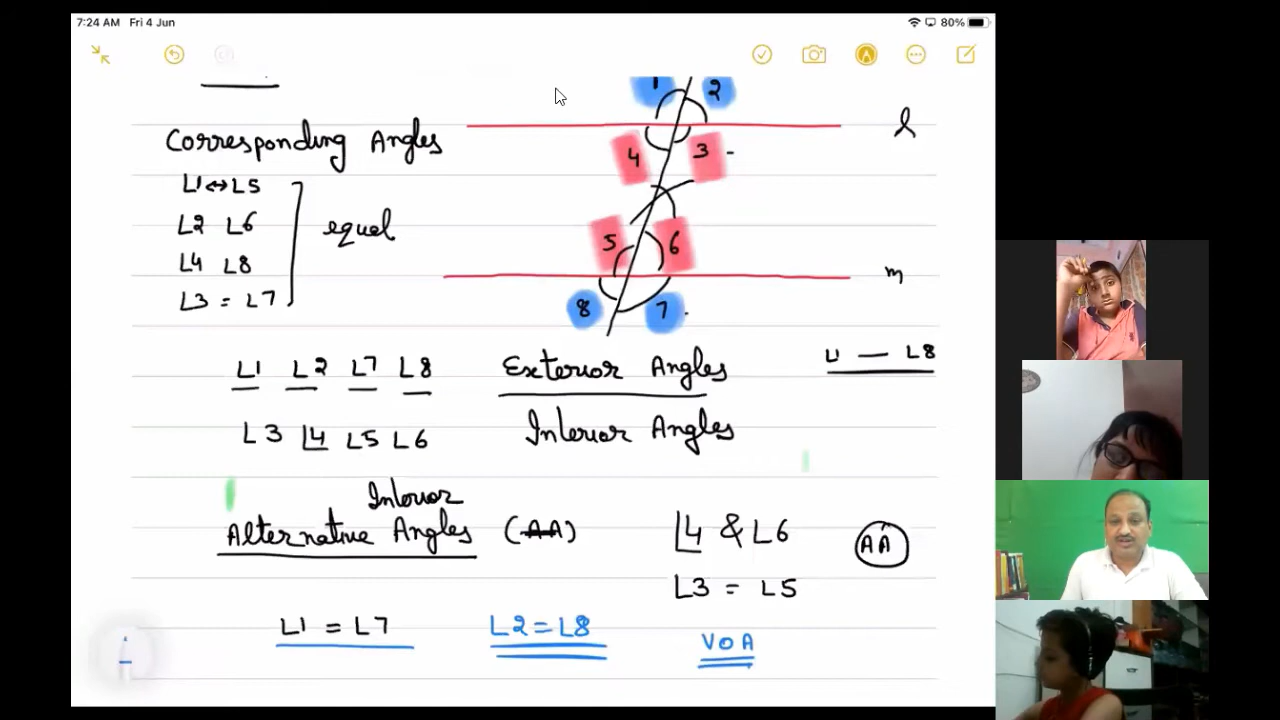 7:24 AM Fri 4 Jun
80%
1 2
l
Corresponding Angles
4 3
∠1↔∠5
∠2 ∠6
equal
5 6
∠4 ∠8
m
∠3 = ∠7
8 7
∠1 ∠2 ∠7 ∠8 Exterior Angles
∠1 — ∠8
∠3 ∠4 ∠5 ∠6 Interior Angles
Interior
Alternative Angles (AA) ∠4 & ∠6 AA
∠3 = ∠5
∠1 = ∠7 ∠2=∠8 VOA